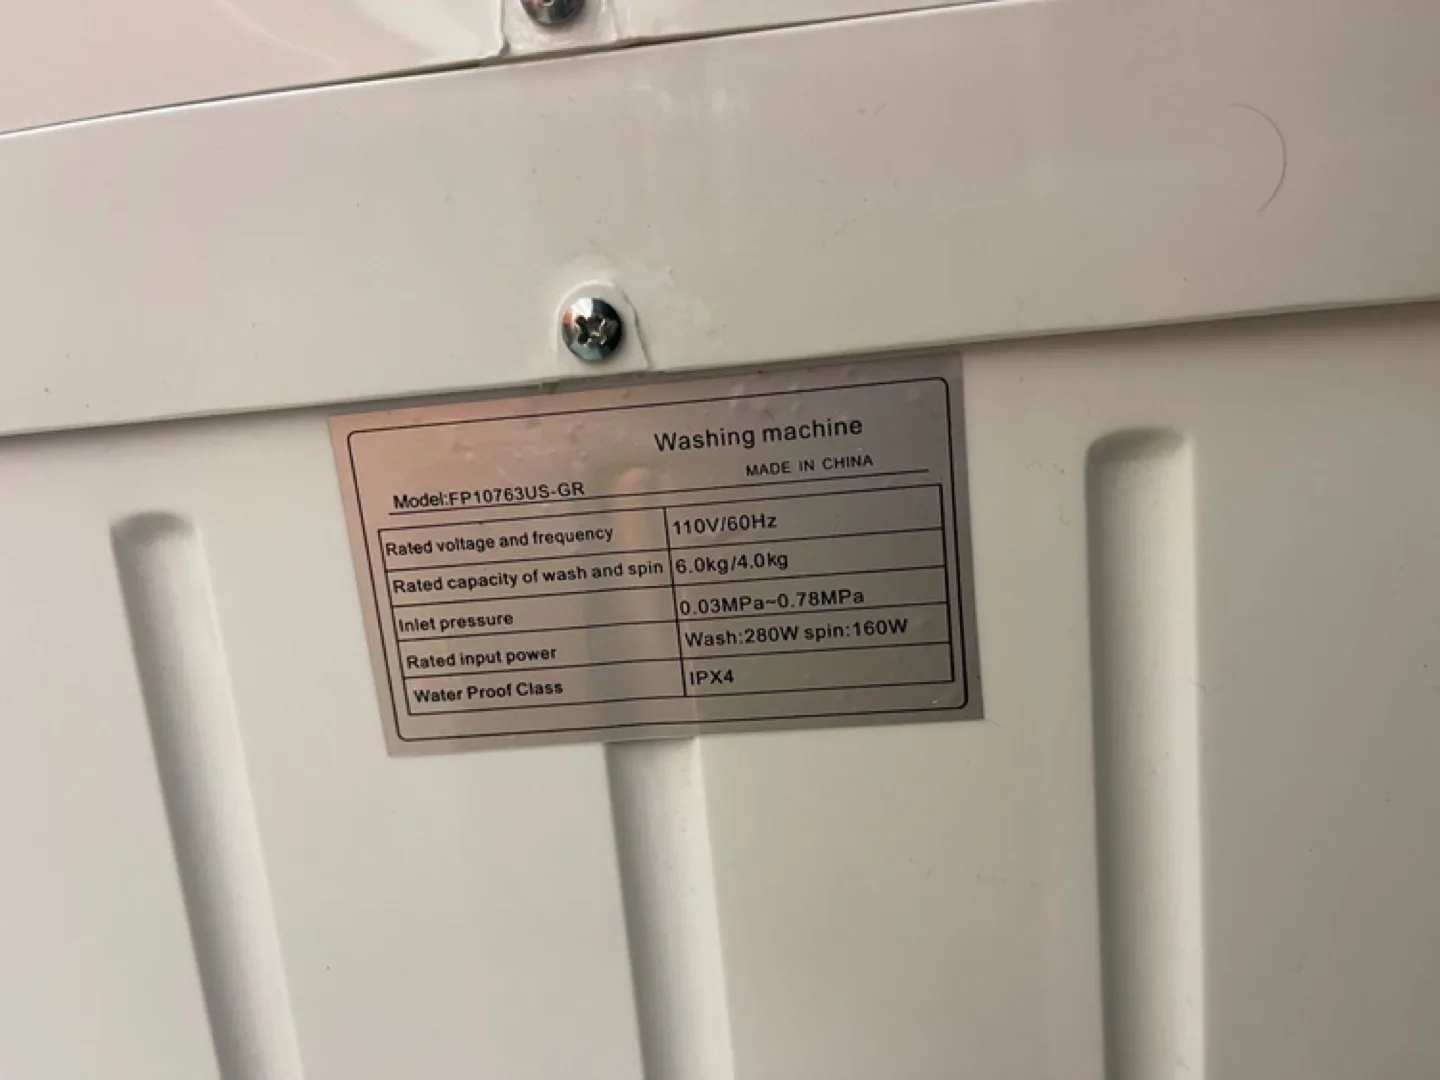 Washing machine
MADE IN CHINA
Model:FP10763US-GR
Rated voltage and frequency 110V/60Hz
Rated capacity of wash and spin 6.0kg/4.0kg
Inlet pressure 0.03MPa~0.78MPa
Rated input power Wash:280W spin:160W
Water Proof Class IPX4